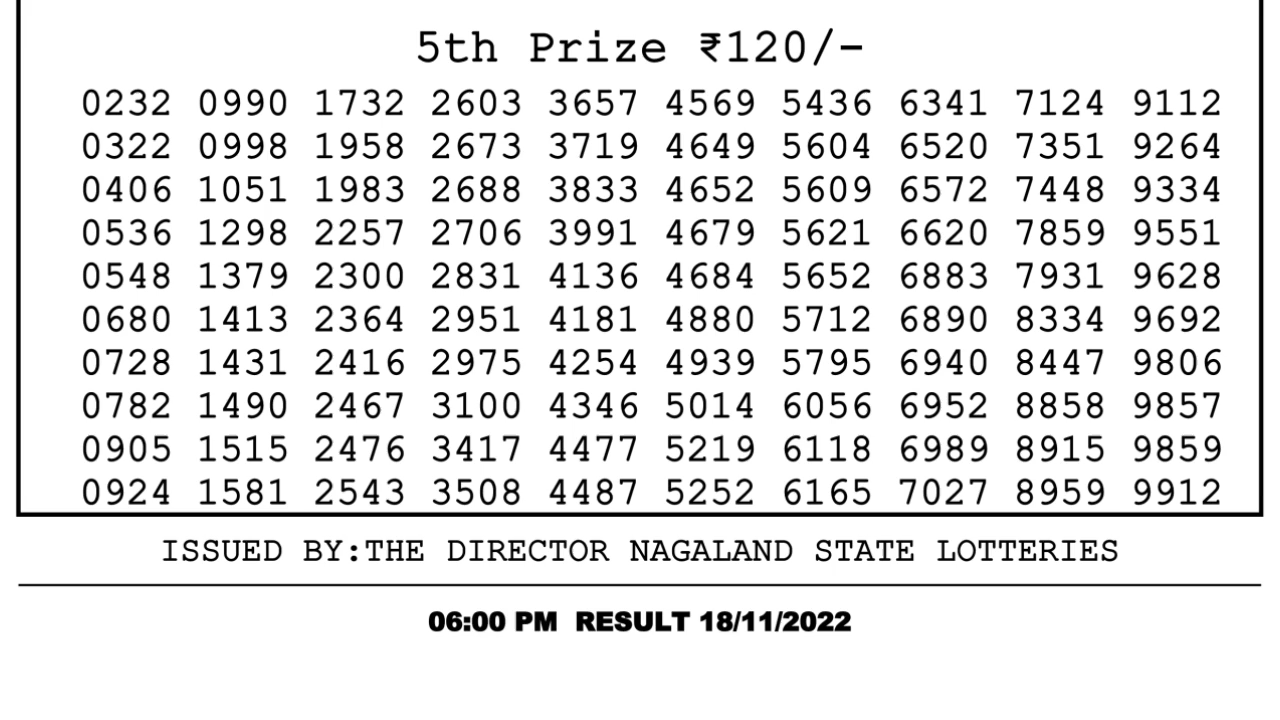 5th Prize ₹120/-
0232 0990 1732 2603 3657 4569 5436 6341 7124 9112
0322 0998 1958 2673 3719 4649 5604 6520 7351 9264
0406 1051 1983 2688 3833 4652 5609 6572 7448 9334
0536 1298 2257 2706 3991 4679 5621 6620 7859 9551
0548 1379 2300 2831 4136 4684 5652 6883 7931 9628
0680 1413 2364 2951 4181 4880 5712 6890 8334 9692
0728 1431 2416 2975 4254 4939 5795 6940 8447 9806
0782 1490 2467 3100 4346 5014 6056 6952 8858 9857
0905 1515 2476 3417 4477 5219 6118 6989 8915 9859
0924 1581 2543 3508 4487 5252 6165 7027 8959 9912
ISSUED BY:THE DIRECTOR NAGALAND STATE LOTTERIES
06:00 PM RESULT 18/11/2022